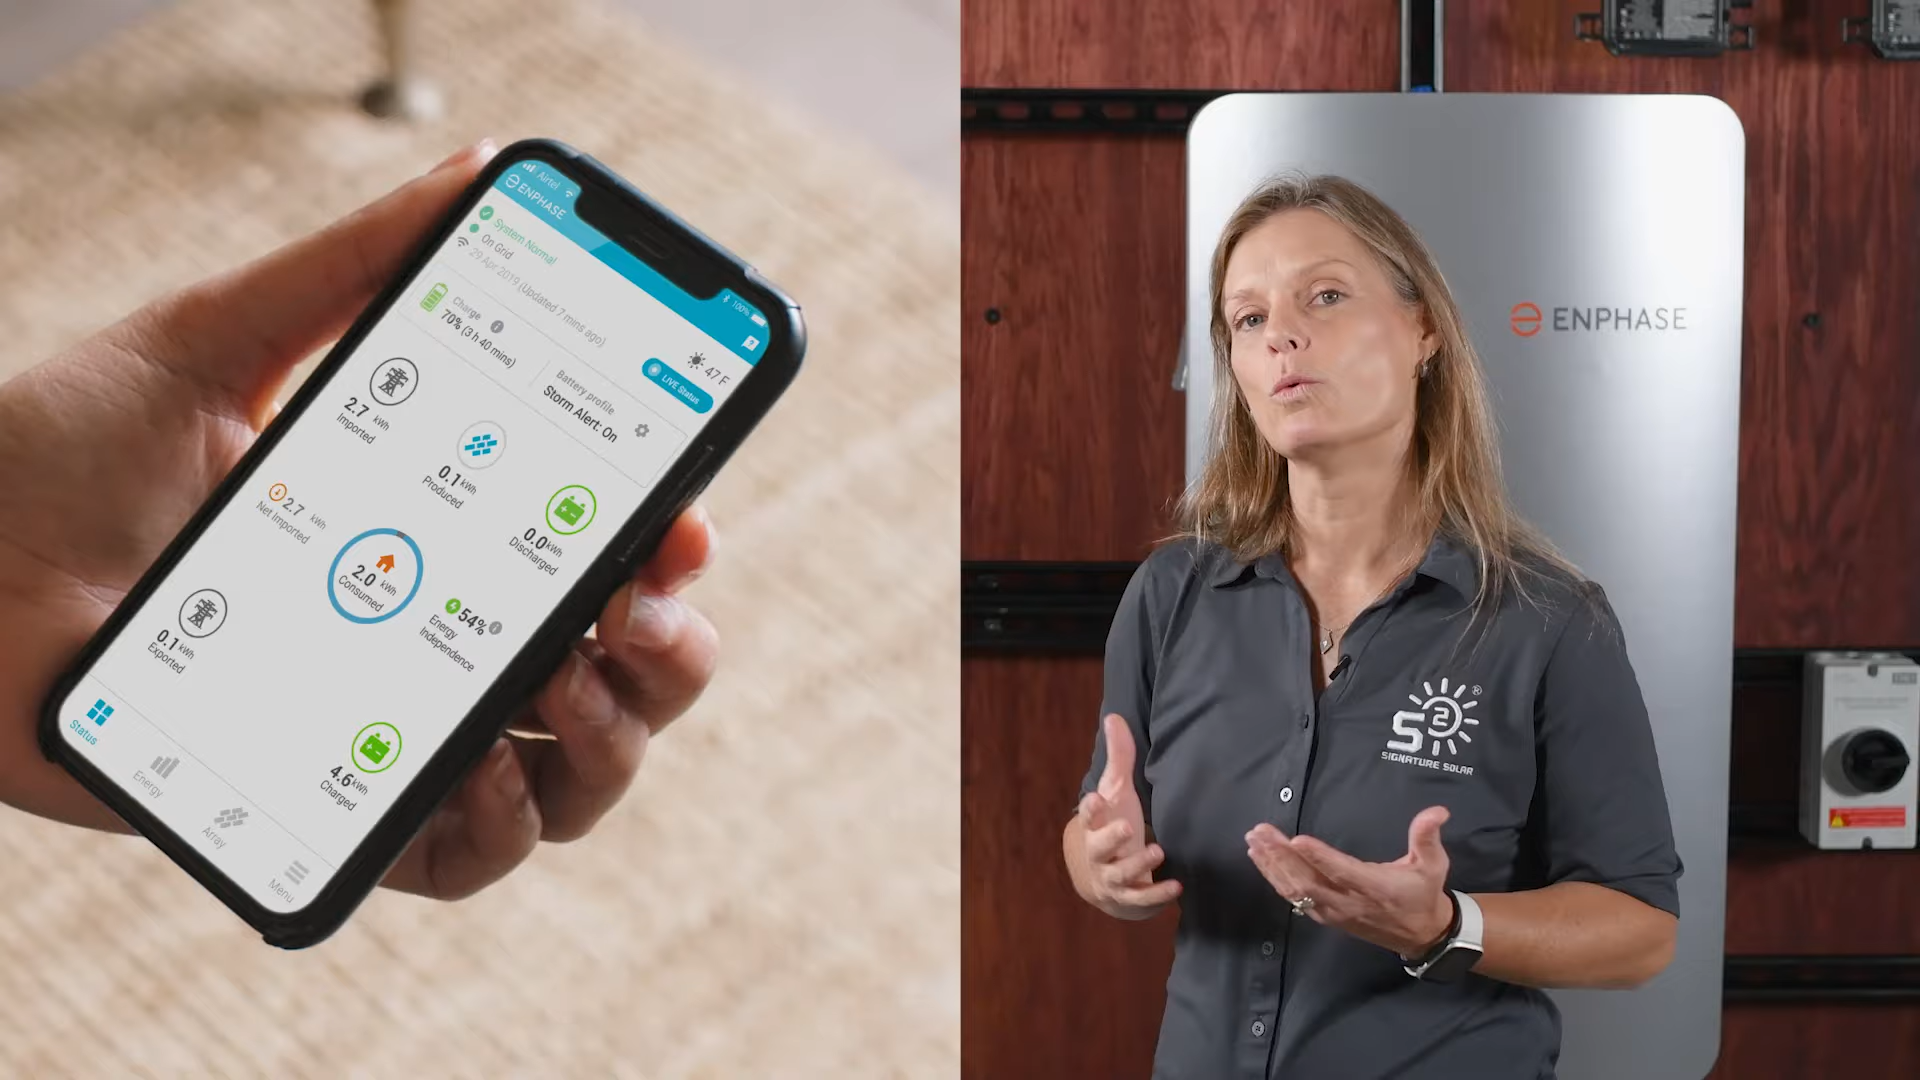 Airtel
ENPHASE
100%
System Normal
On Grid
29 Apr 2019 (Updated 7 mins ago)
47 F
LIVE Status
Charge
70% (3 h 40 mins)
Battery profile
Storm Alert: On
2.7 kWh
Imported
0.1 kWh
Produced
0.0 kWh
Discharged
2.7 kWh
Net Imported
2.0 kWh
Consumed
54%
Energy
Independence
0.1 kWh
Exported
4.6 kWh
Charged
Status
Energy
Array
Menu
ENPHASE
S2 ®
SIGNATURE SOLAR